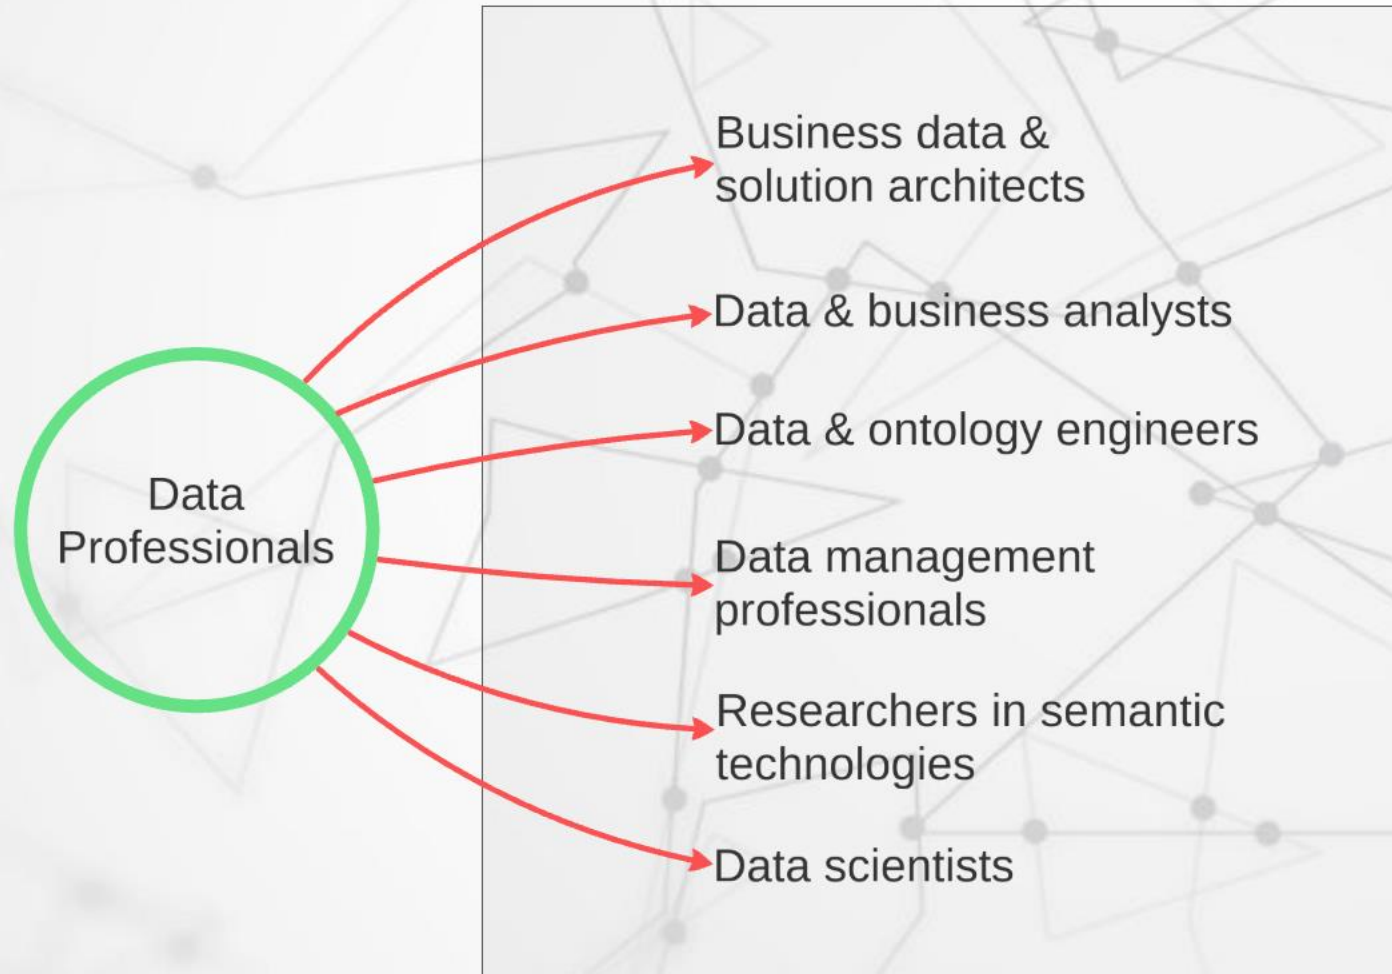 Business data &
solution architects
Data & business analysts
Data & ontology engineers
Data
Professionals
Data management
professionals
Researchers in semantic
technologies
Data scientists